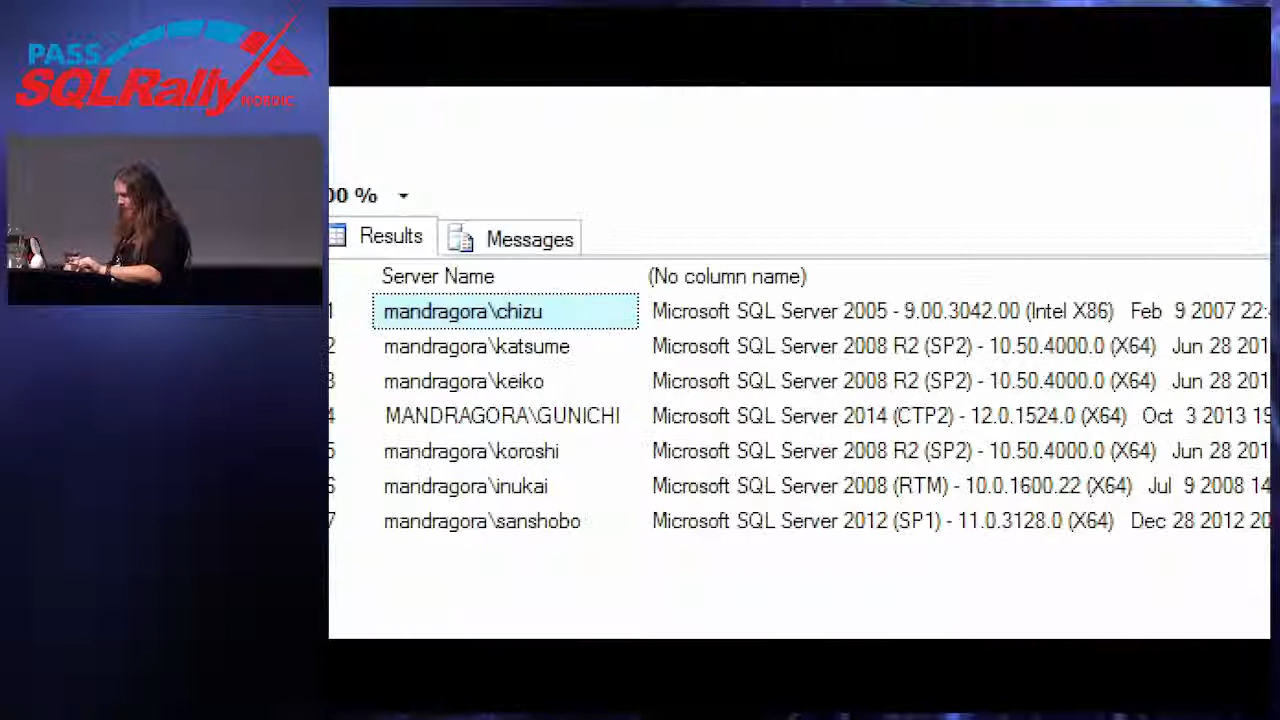 PASS
SQLRally
NORDIC
00 %
Results
Messages
Server Name (No column name)
1 mandragora\chizu Microsoft SQL Server 2005 - 9.00.3042.00 (Intel X86) Feb 9 2007 22:
2 mandragora\katsume Microsoft SQL Server 2008 R2 (SP2) - 10.50.4000.0 (X64) Jun 28 201
3 mandragora\keiko Microsoft SQL Server 2008 R2 (SP2) - 10.50.4000.0 (X64) Jun 28 201
4 MANDRAGORA\GUNICHI Microsoft SQL Server 2014 (CTP2) - 12.0.1524.0 (X64) Oct 3 2013 19
5 mandragora\koroshi Microsoft SQL Server 2008 R2 (SP2) - 10.50.4000.0 (X64) Jun 28 201
6 mandragora\inukai Microsoft SQL Server 2008 (RTM) - 10.0.1600.22 (X64) Jul 9 2008 14
7 mandragora\sanshobo Microsoft SQL Server 2012 (SP1) - 11.0.3128.0 (X64) Dec 28 2012 20